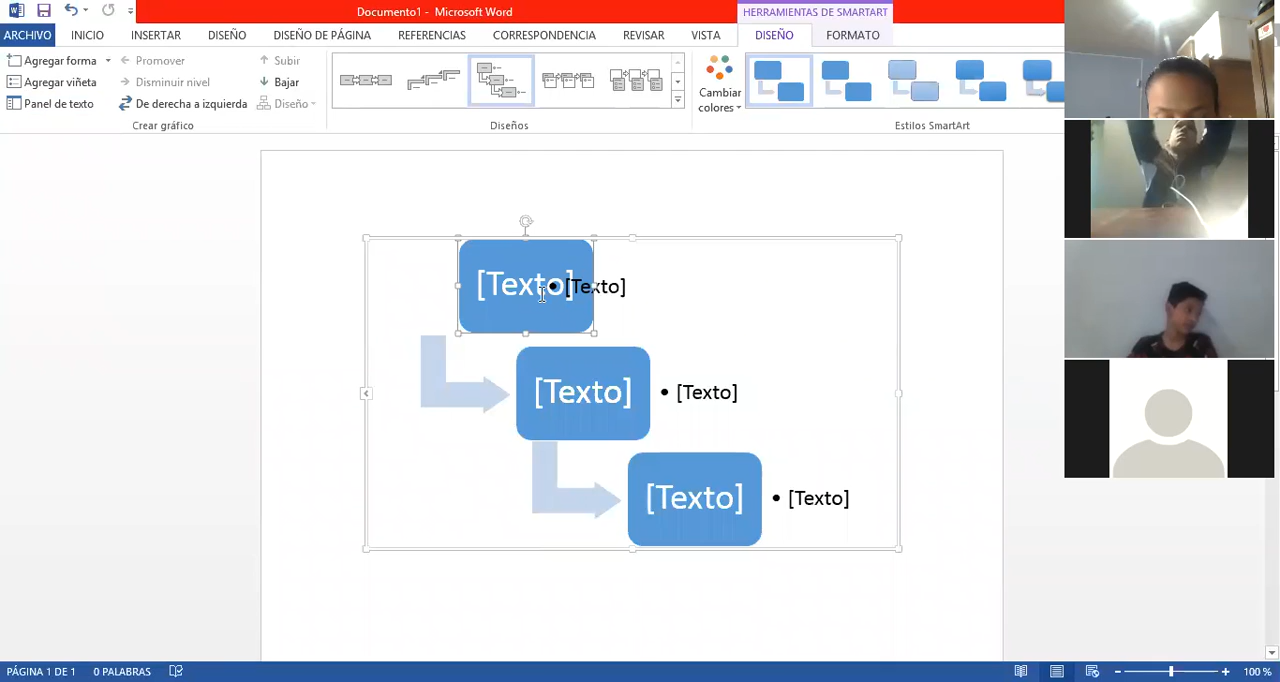 Documento1 - Microsoft Word
HERRAMIENTAS DE SMARTART
ARCHIVO INICIO INSERTAR DISEÑO DISEÑO DE PÁGINA REFERENCIAS CORRESPONDENCIA REVISAR VISTA DISEÑO FORMATO
Agregar forma Promover Subir
Agregar viñeta Disminuir nivel Bajar
Panel de texto De derecha a izquierda Diseño
Cambiar
colores
Crear gráfico Diseños Estilos SmartArt
[Texto] • [Texto]
[Texto] • [Texto]
[Texto] • [Texto]
PÁGINA 1 DE 1 0 PALABRAS 100 %